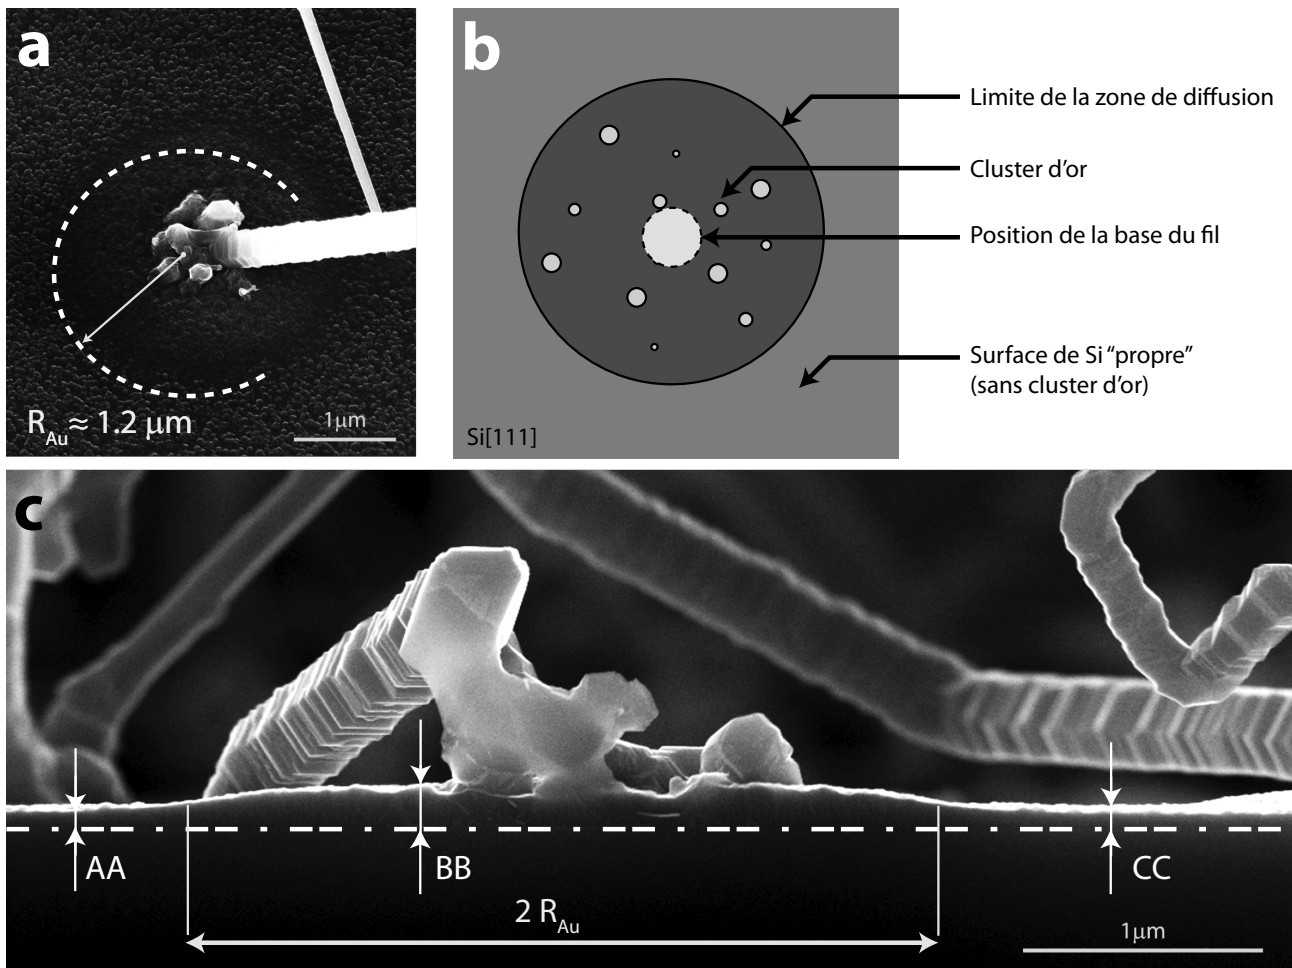 a
R_Au ≈ 1.2 µm
1µm
b
Limite de la zone de diffusion
Cluster d’or
Position de la base du fil
Surface de Si “propre”
(sans cluster d’or)
Si[111]
c
AA
BB
CC
2 R_Au
1µm